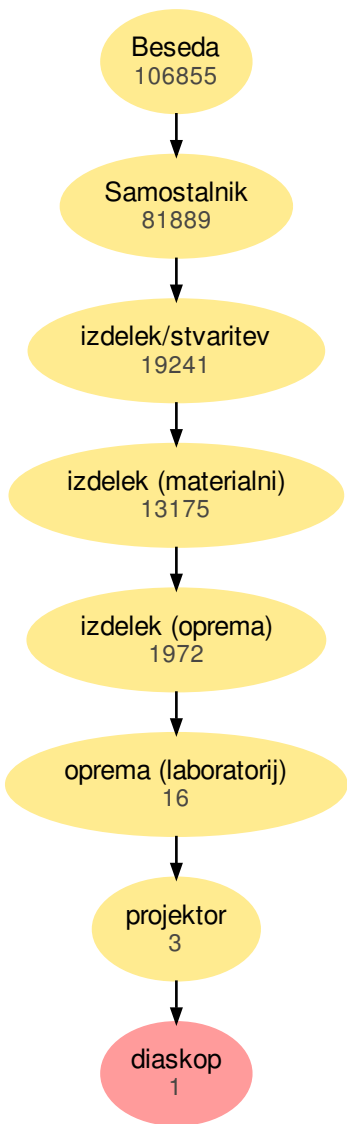 Beseda
106855
Samostalnik
81889
izdelek/stvaritev
19241
izdelek (materialni)
13175
izdelek (oprema)
1972
oprema (laboratorij)
16
projektor
3
diaskop
1